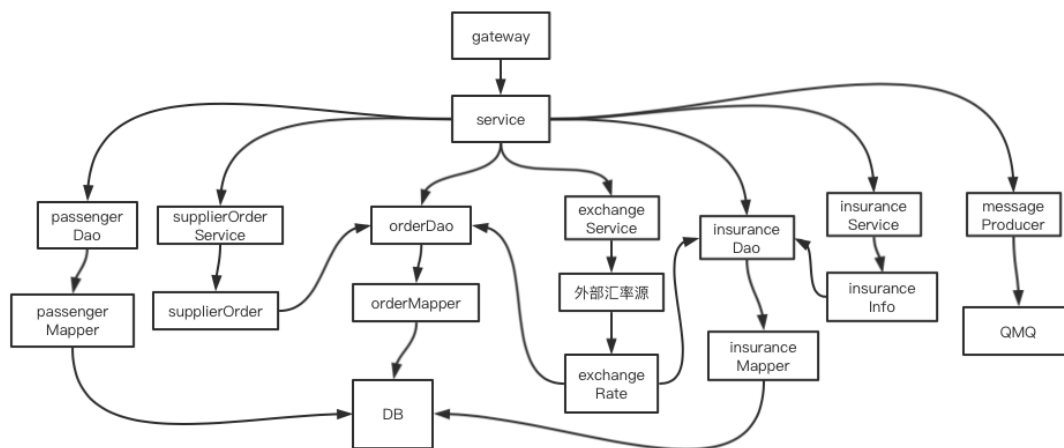 gateway
service
passenger
Dao
supplierOrder
Service
orderDao
exchange
Service
insurance
Dao
insurance
Service
message
Producer
passenger
Mapper
supplierOrder
orderMapper
外部汇率源
insurance
Info
QMQ
insurance
Mapper
exchange
Rate
DB